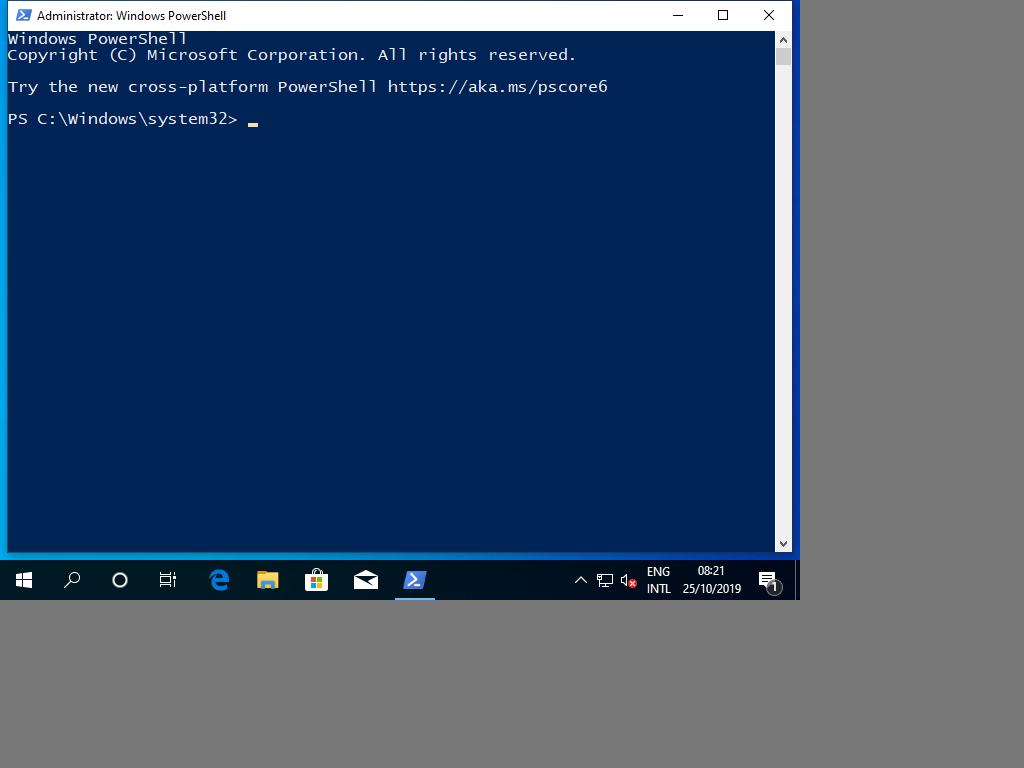 Administrator: Windows PowerShell
Windows PowerShell
Copyright (C) Microsoft Corporation. All rights reserved.
Try the new cross-platform PowerShell https://aka.ms/pscore6
PS C:\Windows\system32>
ENG
INTL
08:21
25/10/2019
1